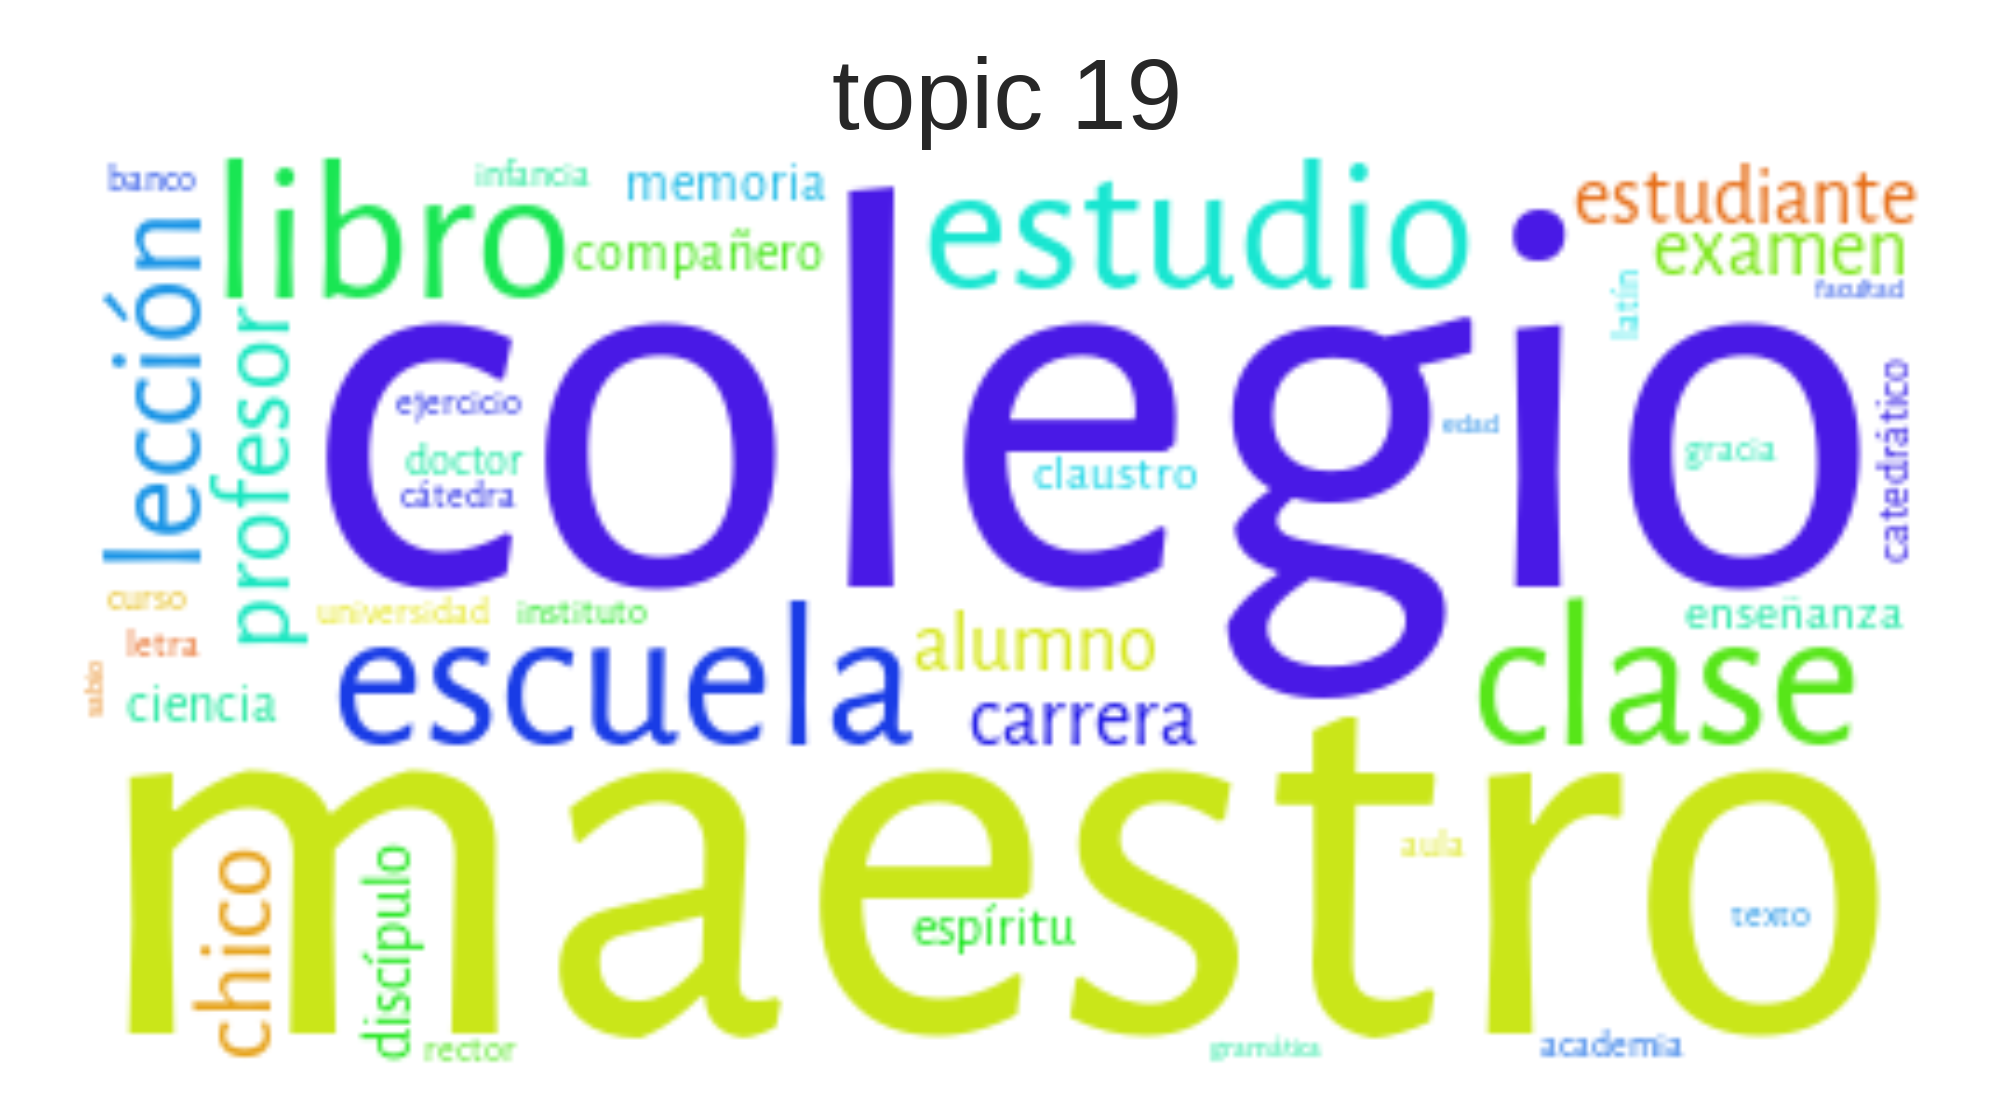 topic 19
banco
libro
infancia
memoria
compañero
estudio
estudiante
examen
facultad
latín
lección
profesor
colegio
ejercicio
doctor
cátedra
claustro
edad
gracia
catedrático
curso
letra
sabio
ciencia
universidad
instituto
escuela
alumno
carrera
clase
enseñanza
maestro
chico
discípulo
espíritu
aula
texto
rector
gramática
academia